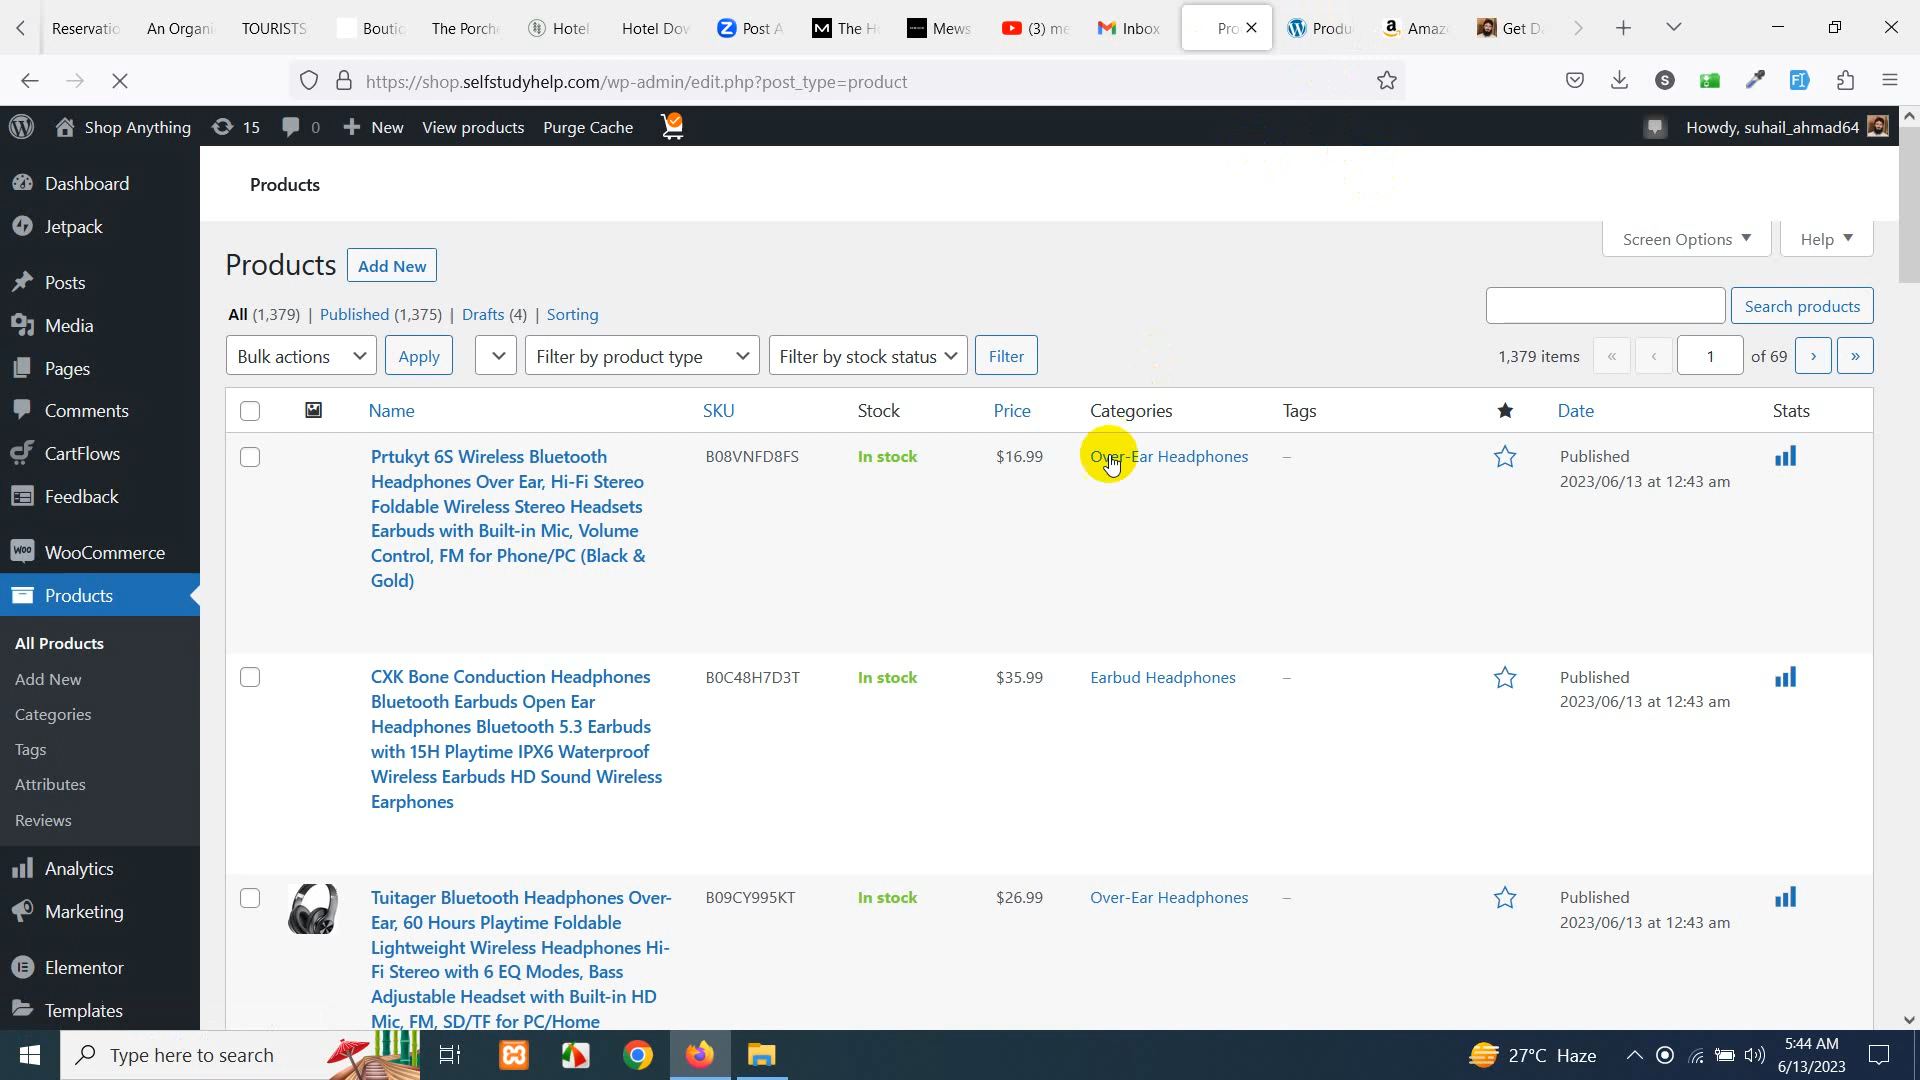 Reservatio
An Organi
TOURISTS
Boutic
The Porche
Hotel
Hotel Dov
Post A
The H
Mews
(3) me
Inbox
Pro
Produ
Amaz
Get D
https://shop.selfstudyhelp.com/wp-admin/edit.php?post_type=product
Shop Anything
15
0
New
View products
Purge Cache
Howdy, suhail_ahmad64
Dashboard
Jetpack
Posts
Media
Pages
Comments
CartFlows
Feedback
WooCommerce
Products
All Products
Add New
Categories
Tags
Attributes
Reviews
Analytics
Marketing
Elementor
Templates
Products
Screen Options
Help
Products
Add New
All (1,379) | Published (1,375) | Drafts (4) | Sorting
Search products
Bulk actions
Apply
Filter by product type
Filter by stock status
Filter
1,379 items
«
‹
1
of 69
›
»
Name
SKU
Stock
Price
Categories
Tags
Date
Stats
Prtukyt 6S Wireless Bluetooth
Headphones Over Ear, Hi-Fi Stereo
Foldable Wireless Stereo Headsets
Earbuds with Built-in Mic, Volume
Control, FM for Phone/PC (Black &
Gold)
B08VNFD8FS
In stock
$16.99
Over-Ear Headphones
–
Published
2023/06/13 at 12:43 am
CXK Bone Conduction Headphones
Bluetooth Earbuds Open Ear
Headphones Bluetooth 5.3 Earbuds
with 15H Playtime IPX6 Waterproof
Wireless Earbuds HD Sound Wireless
Earphones
B0C48H7D3T
In stock
$35.99
Earbud Headphones
–
Published
2023/06/13 at 12:43 am
Tuitager Bluetooth Headphones Over-
Ear, 60 Hours Playtime Foldable
Lightweight Wireless Headphones Hi-
Fi Stereo with 6 EQ Modes, Bass
Adjustable Headset with Built-in HD
Mic, FM, SD/TF for PC/Home
B09CY995KT
In stock
$26.99
Over-Ear Headphones
–
Published
2023/06/13 at 12:43 am
Type here to search
27°C Haze
5:44 AM
6/13/2023